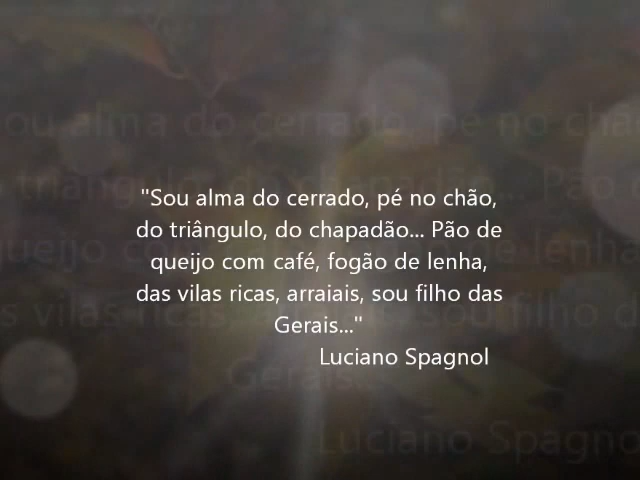 "Sou alma do cerrado, pé no chão,
do triângulo, do chapadão... Pão de
queijo com café, fogão de lenha,
das vilas ricas, arraiais, sou filho das
Gerais..."
Luciano Spagnol